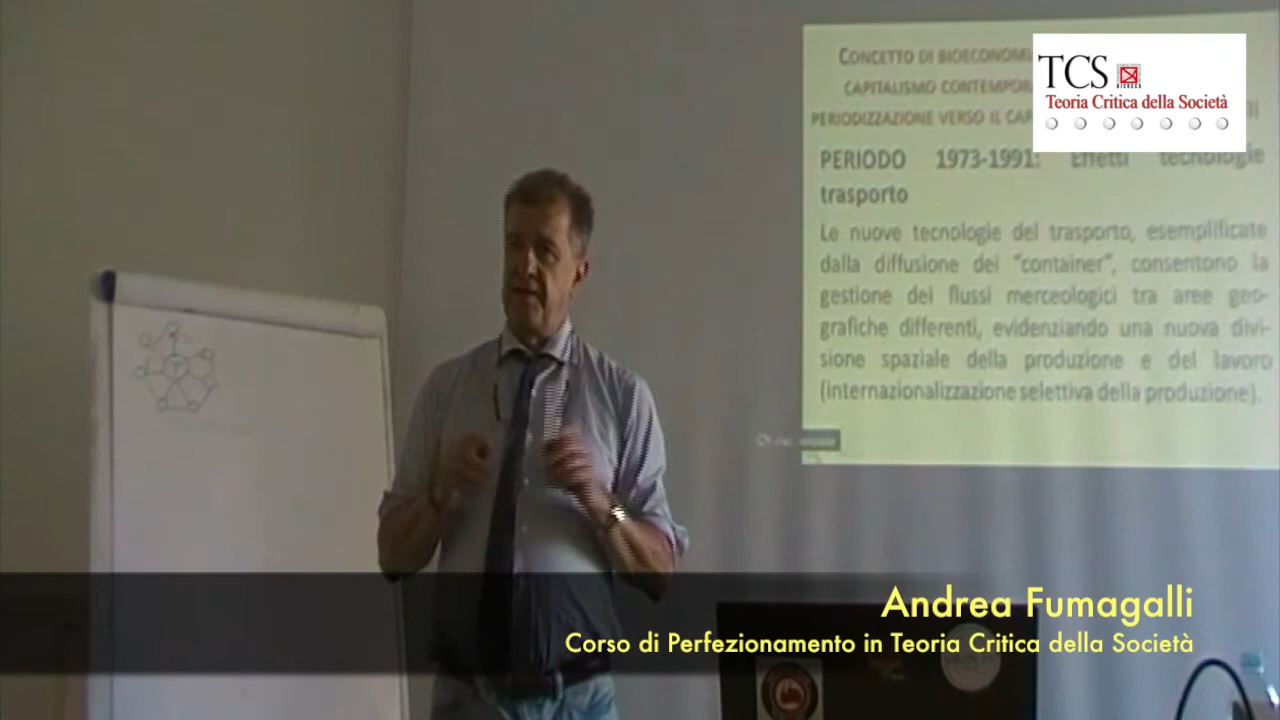 CONCETTO DI BIOECONOMI
CAPITALISMO CONTEMPOR
PERIODIZZAZIONE VERSO IL CAP
TCS
BICOCCA
Teoria Critica della Società
PERIODO 1973-1991: Effetti tecnologie
trasporto
Le nuove tecnologie del trasporto, esemplificate
dalla diffusione dei “container”, consentono la
gestione dei flussi merceologici tra aree geo-
grafiche differenti, evidenziando una nuova divi-
sione spaziale della produzione e del lavoro
(internazionalizzazione selettiva della produzione).
T
Andrea Fumagalli
Corso di Perfezionamento in Teoria Critica della Società